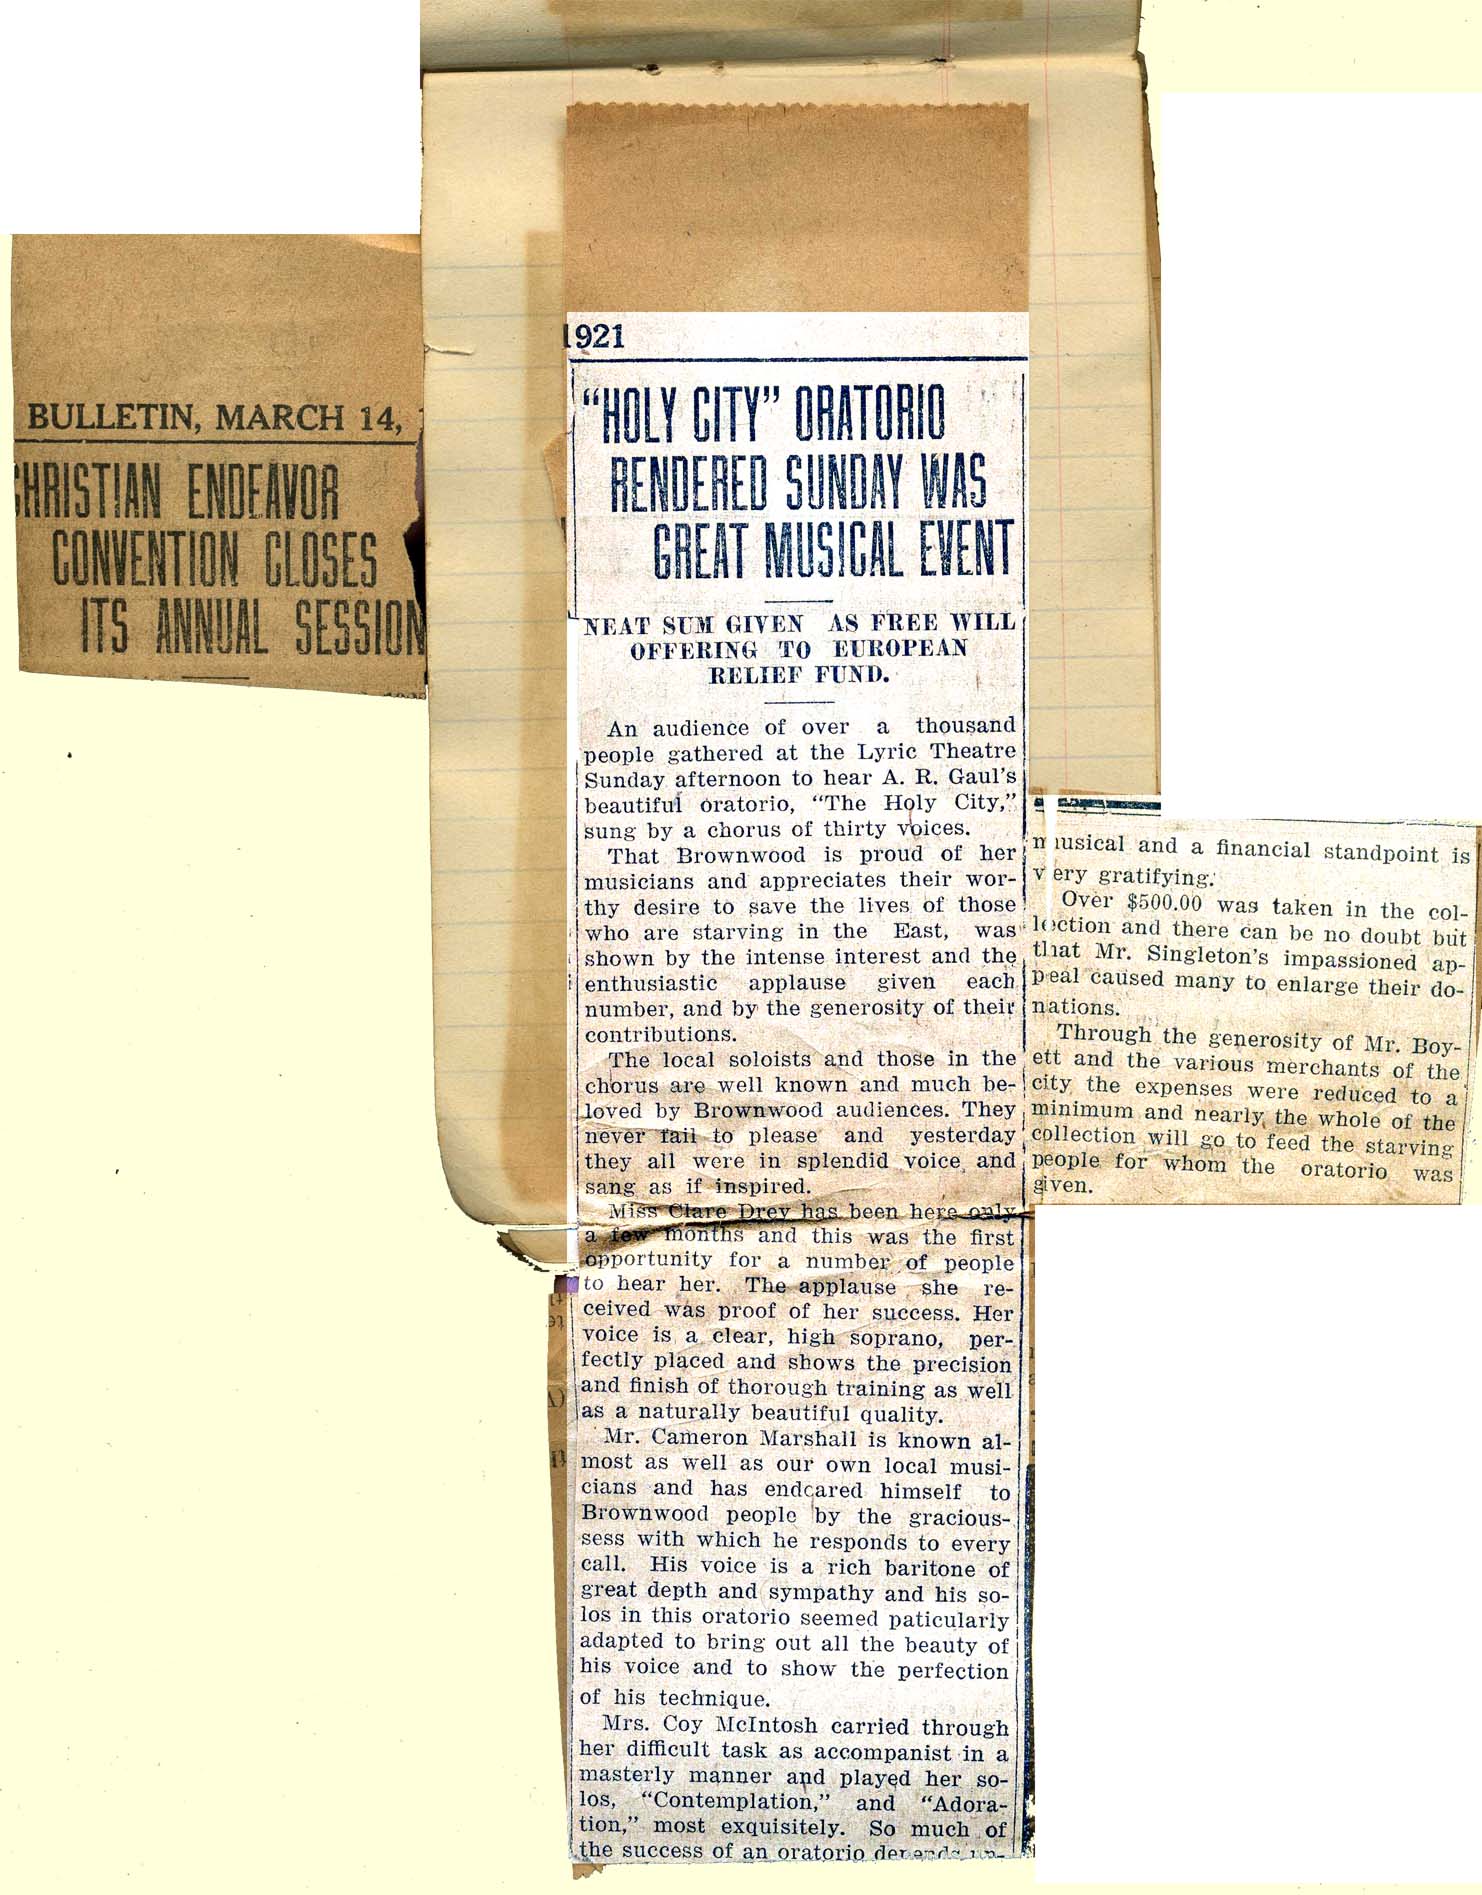 BULLETIN, MARCH 14,
CHRISTIAN ENDEAVOR
CONVENTION CLOSES
ITS ANNUAL SESSION
1921
“HOLY CITY” ORATORIO
RENDERED SUNDAY WAS
GREAT MUSICAL EVENT
NEAT SUM GIVEN AS FREE WILL
OFFERING TO EUROPEAN
RELIEF FUND.
An audience of over a thousand
people gathered at the Lyric Theatre
Sunday afternoon to hear A. R. Gaul’s
beautiful oratorio, “The Holy City,”
sung by a chorus of thirty voices.
That Brownwood is proud of her
musicians and appreciates their wor-
thy desire to save the lives of those
who are starving in the East, was
shown by the intense interest and the
enthusiastic applause given each
number, and by the generosity of their
contributions.
The local soloists and those in the
chorus are well known and much be-
loved by Brownwood audiences. They
never fail to please and yesterday
they all were in splendid voice and
sang as if inspired.
Miss Clare Drey has been here only
a few months and this was the first
opportunity for a number of people
to hear her. The applause she re-
ceived was proof of her success. Her
voice is a clear, high soprano, per-
fectly placed and shows the precision
and finish of thorough training as well
as a naturally beautiful quality.
Mr. Cameron Marshall is known al-
most as well as our own local musi-
cians and has endeared himself to
Brownwood people by the gracious-
sess with which he responds to every
call. His voice is a rich baritone of
great depth and sympathy and his so-
los in this oratorio seemed paticularly
adapted to bring out all the beauty of
his voice and to show the perfection
of his technique.
Mrs. Coy McIntosh carried through
her difficult task as accompanist in a
masterly manner and played her so-
los, “Contemplation,” and “Adora-
tion,” most exquisitely. So much of
the success of an oratorio depends un-
musical and a financial standpoint is
very gratifying.
Over $500.00 was taken in the col-
lection and there can be no doubt but
that Mr. Singleton’s impassioned ap-
peal caused many to enlarge their do-
nations.
Through the generosity of Mr. Boy-
ett and the various merchants of the
city the expenses were reduced to a
minimum and nearly the whole of the
collection will go to feed the starving
people for whom the oratorio was
given.